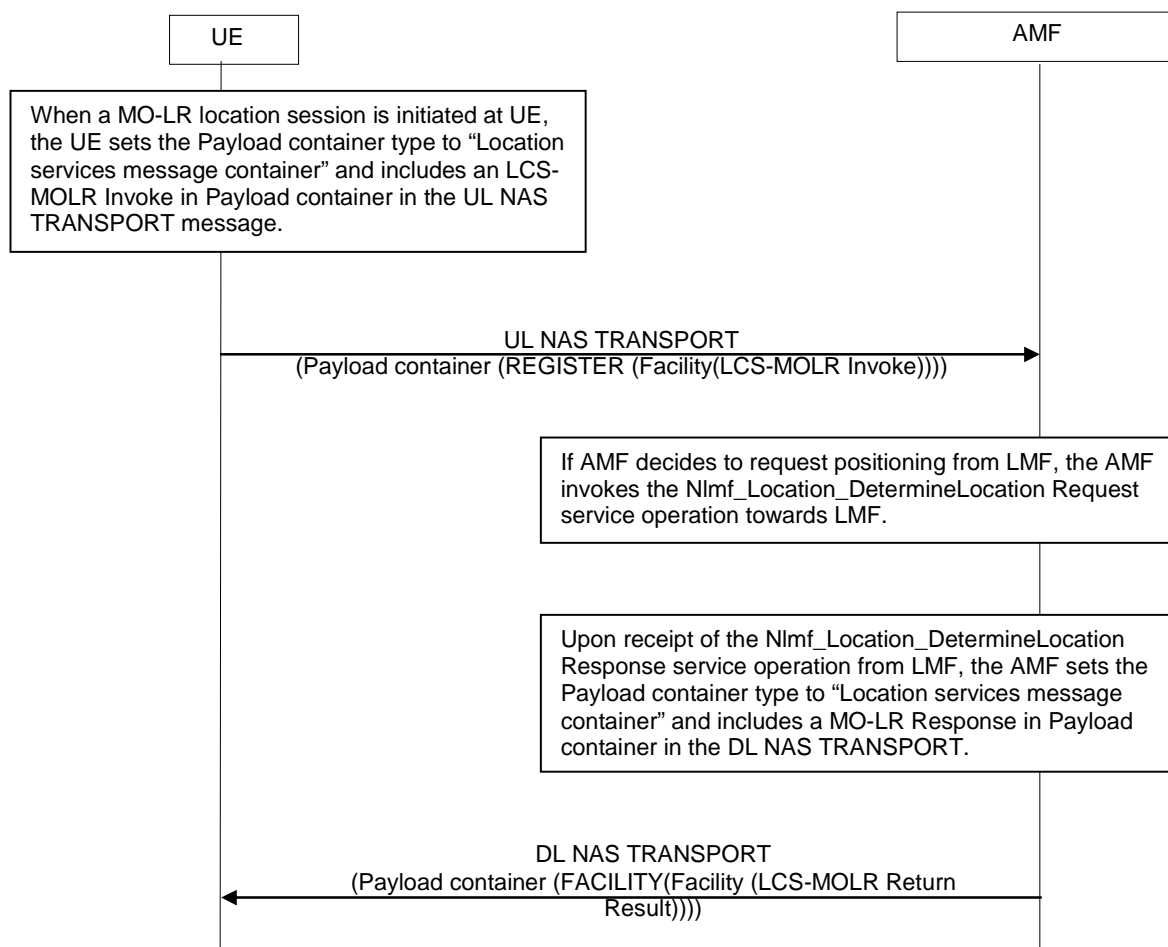 UE
AMF
When a MO-LR location session is initiated at UE,
the UE sets the Payload container type to “Location
services message container” and includes an LCS-
MOLR Invoke in Payload container in the UL NAS
TRANSPORT message.
UL NAS TRANSPORT
(Payload container (REGISTER (Facility(LCS-MOLR Invoke))))
If AMF decides to request positioning from LMF, the AMF
invokes the Nlmf_Location_DetermineLocation Request
service operation towards LMF.
Upon receipt of the Nlmf_Location_DetermineLocation
Response service operation from LMF, the AMF sets the
Payload container type to “Location services message
container” and includes a MO-LR Response in Payload
container in the DL NAS TRANSPORT.
DL NAS TRANSPORT
(Payload container (FACILITY(Facility (LCS-MOLR Return
Result))))